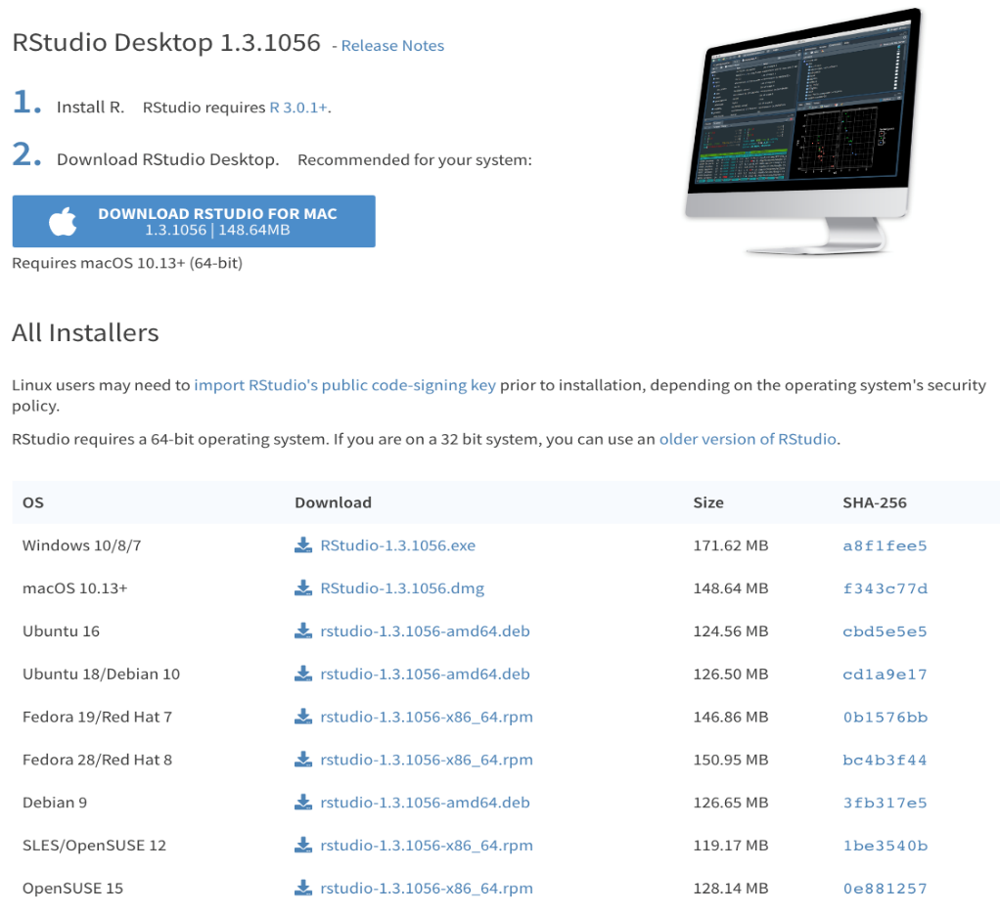 RStudio Desktop 1.3.1056 - Release Notes
1. Install R. RStudio requires R 3.0.1+.
2. Download RStudio Desktop. Recommended for your system:
DOWNLOAD RSTUDIO FOR MAC
1.3.1056 | 148.64MB
Requires macOS 10.13+ (64-bit)
All Installers
Linux users may need to import RStudio's public code-signing key prior to installation, depending on the operating system's security
policy.
RStudio requires a 64-bit operating system. If you are on a 32 bit system, you can use an older version of RStudio.
OS Download Size SHA-256
Windows 10/8/7 RStudio-1.3.1056.exe 171.62 MB a8f1fee5
macOS 10.13+ RStudio-1.3.1056.dmg 148.64 MB f343c77d
Ubuntu 16 rstudio-1.3.1056-amd64.deb 124.56 MB cbd5e5e5
Ubuntu 18/Debian 10 rstudio-1.3.1056-amd64.deb 126.50 MB cd1a9e17
Fedora 19/Red Hat 7 rstudio-1.3.1056-x86_64.rpm 146.86 MB 0b1576bb
Fedora 28/Red Hat 8 rstudio-1.3.1056-x86_64.rpm 150.95 MB bc4b3f44
Debian 9 rstudio-1.3.1056-amd64.deb 126.65 MB 3fb317e5
SLES/OpenSUSE 12 rstudio-1.3.1056-x86_64.rpm 119.17 MB 1be3540b
OpenSUSE 15 rstudio-1.3.1056-x86_64.rpm 128.14 MB 0e881257